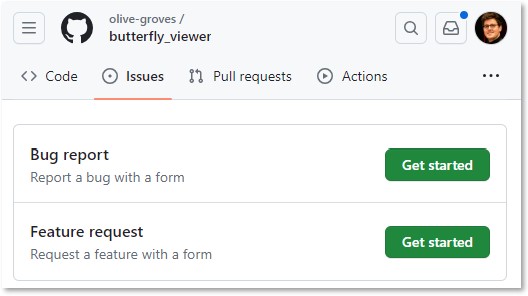 olive-groves /
butterfly_viewer
Code Issues Pull requests Actions
Bug report
Report a bug with a form
Get started
Feature request
Request a feature with a form
Get started